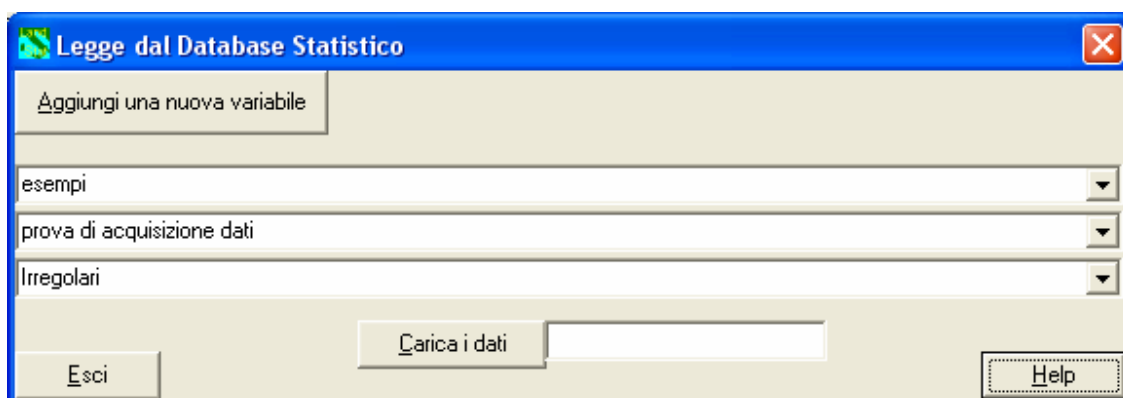 Legge dal Database Statistico
Aggiungi una nuova variabile
esempi
prova di acquisizione dati
Irregolari
Carica i dati
Esci
Help